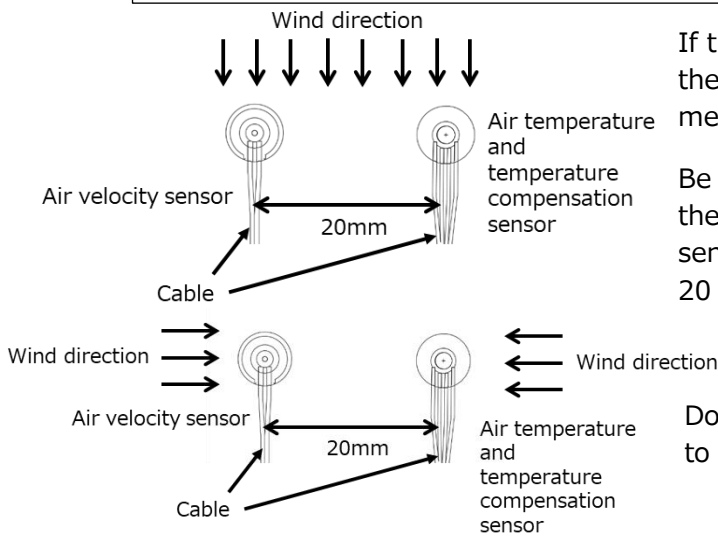 Wind direction
If t
the
me
Air temperature
and
temperature
compensation
sensor
Be
the
sen
20
Air velocity sensor
20mm
Cable
Wind direction
Wind direction
Air velocity sensor
20mm
Do
to
Air temperature
and
temperature
compensation
sensor
Cable